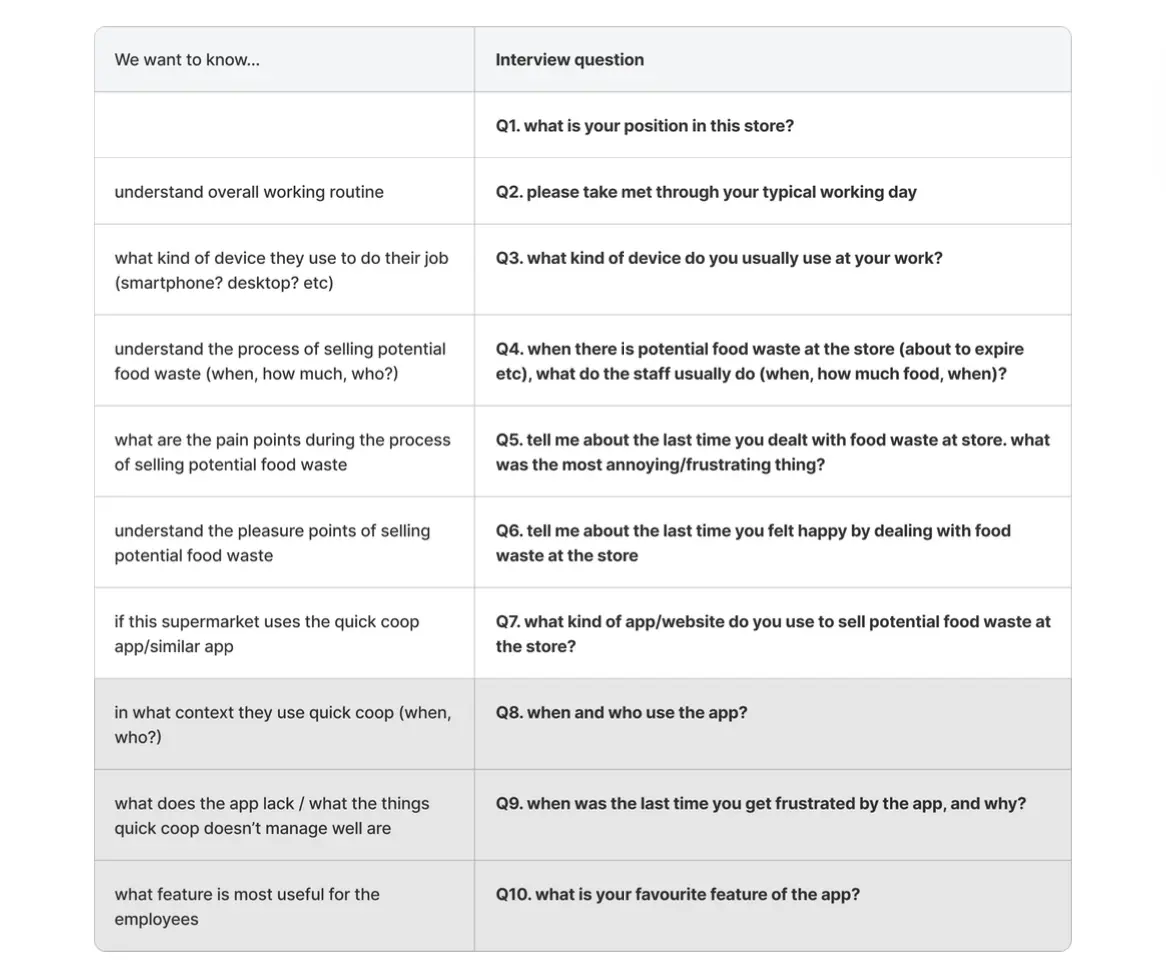 We want to know...
Interview question
Q1. what is your position in this store?
understand overall working routine
Q2. please take met through your typical working day
what kind of device they use to do their job
(smartphone? desktop? etc)
Q3. what kind of device do you usually use at your work?
understand the process of selling potential
food waste (when, how much, who?)
Q4. when there is potential food waste at the store (about to expire
etc), what do the staff usually do (when, how much food, when)?
what are the pain points during the process
of selling potential food waste
Q5. tell me about the last time you dealt with food waste at store. what
was the most annoying/frustrating thing?
understand the pleasure points of selling
potential food waste
Q6. tell me about the last time you felt happy by dealing with food
waste at the store
if this supermarket uses the quick coop
app/similar app
Q7. what kind of app/website do you use to sell potential food waste at
the store?
in what context they use quick coop (when,
who?)
Q8. when and who use the app?
what does the app lack / what the things
quick coop doesn't manage well are
Q9. when was the last time you get frustrated by the app, and why?
what feature is most useful for the
employees
Q10. what is your favourite feature of the app?